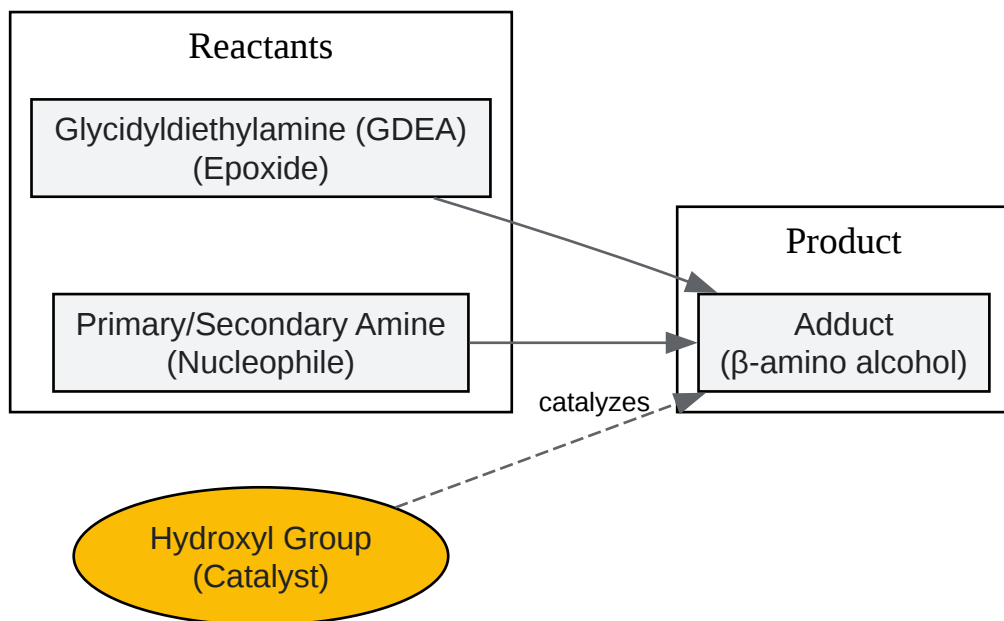 Reactants
Glycidyldiethylamine (GDEA)
(Epoxide)
Primary/Secondary Amine
(Nucleophile)
Product
Adduct
(β-amino alcohol)
catalyzes
Hydroxyl Group
(Catalyst)